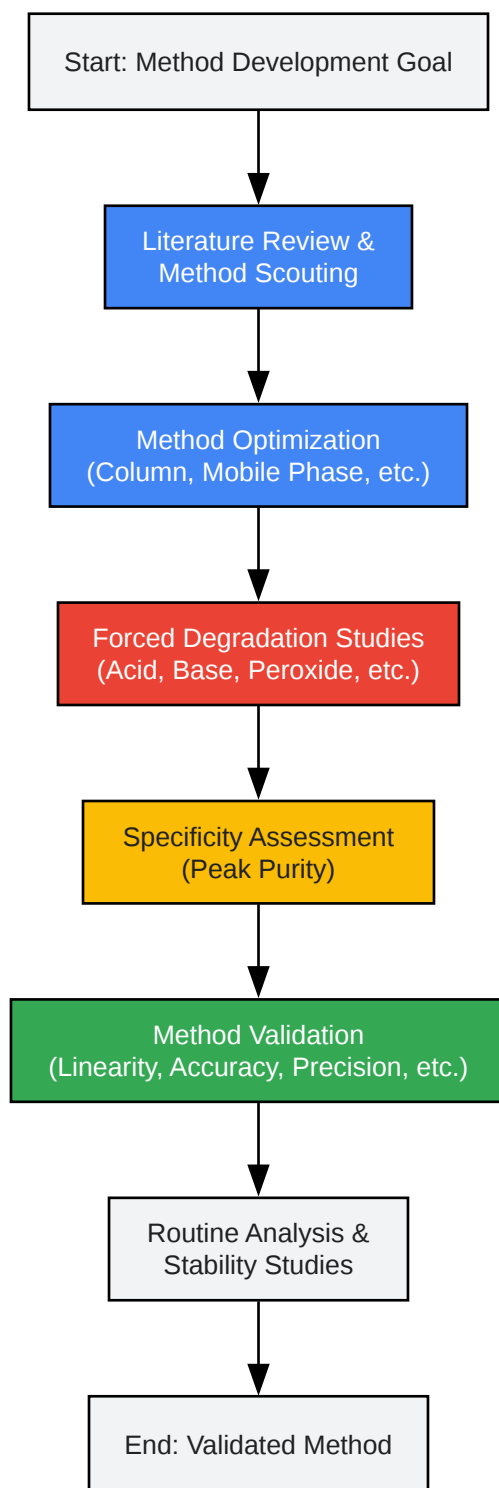 Start: Method Development Goal
Literature Review &
Method Scouting
Method Optimization
(Column, Mobile Phase, etc.)
Forced Degradation Studies
(Acid, Base, Peroxide, etc.)
Specificity Assessment
(Peak Purity)
Method Validation
(Linearity, Accuracy, Precision, etc.)
Routine Analysis &
Stability Studies
End: Validated Method